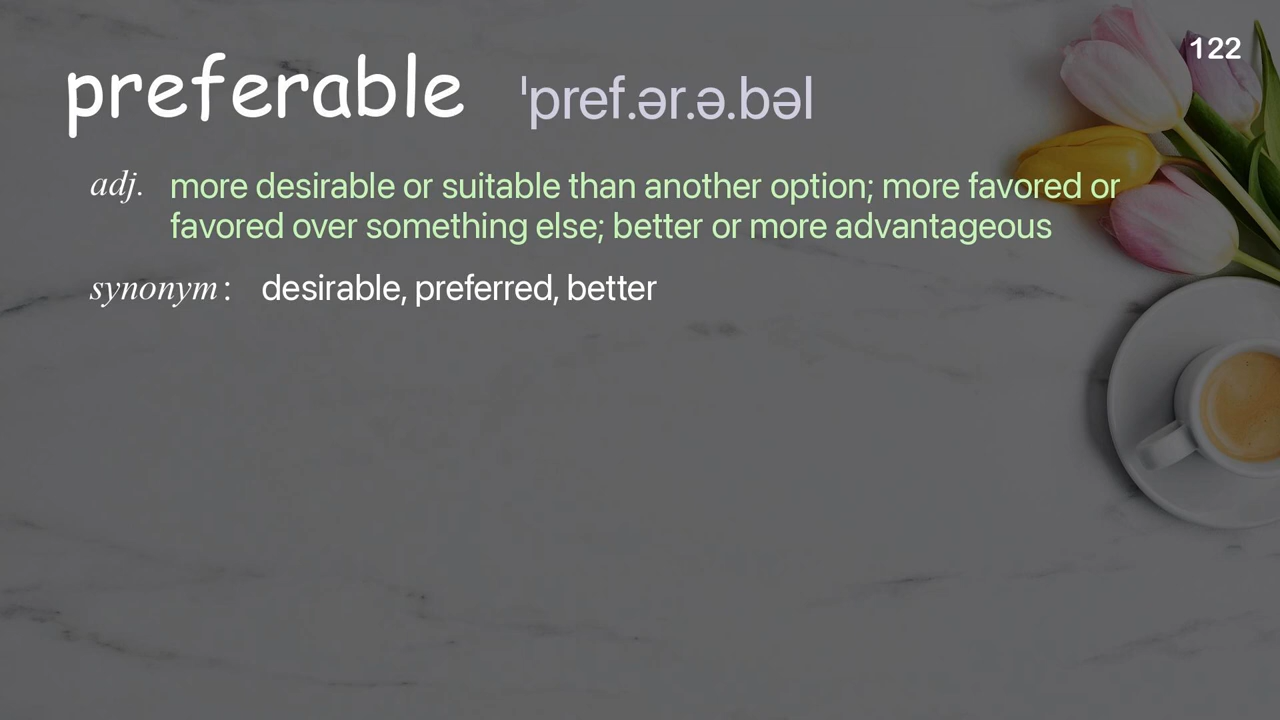 122
preferable ˈpref.ər.ə.bəl
adj. more desirable or suitable than another option; more favored or
favored over something else; better or more advantageous
synonym: desirable, preferred, better